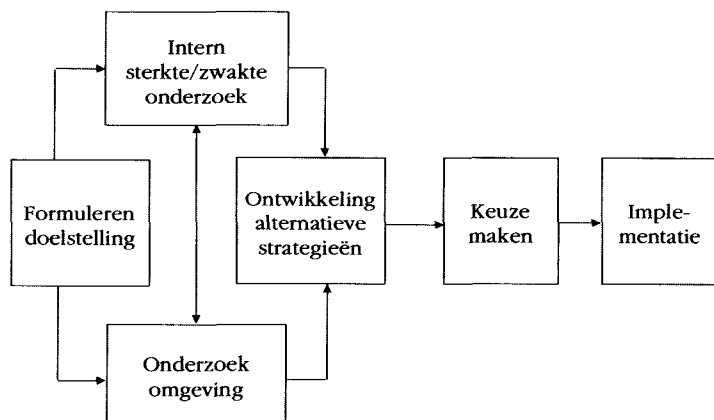 Intern
sterkte/zwakte
onderzoek
Formuleren
doelstelling
Ontwikkeling
alternatieve
strategieën
Keuze
maken
Imple-
mentatie
Onderzoek
omgeving